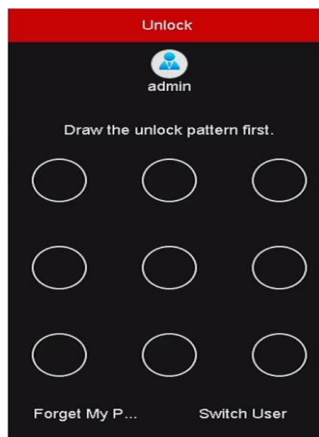 Unlock
admin
Draw the unlock pattern first.
Forget My P...
Switch User